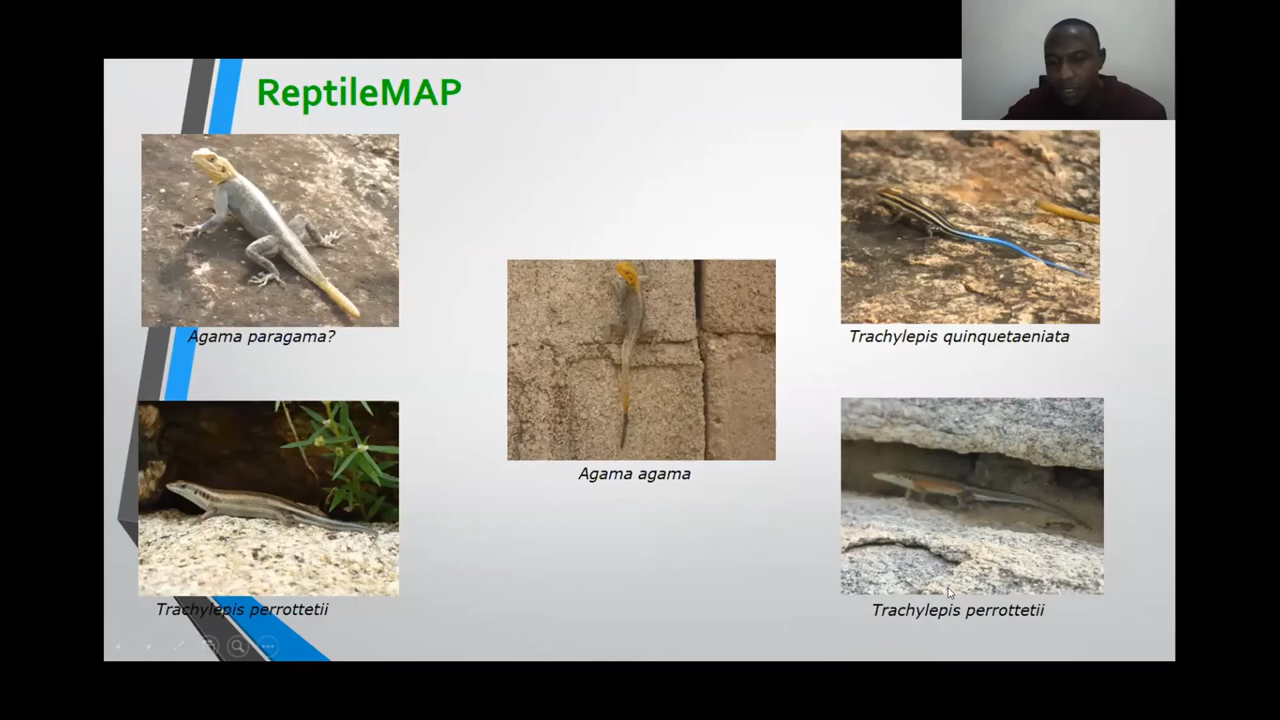 ReptileMAP
Agama paragama?
Trachylepis quinquetaeniata
Agama agama
Trachylepis perrottetii
Trachylepis perrottetii